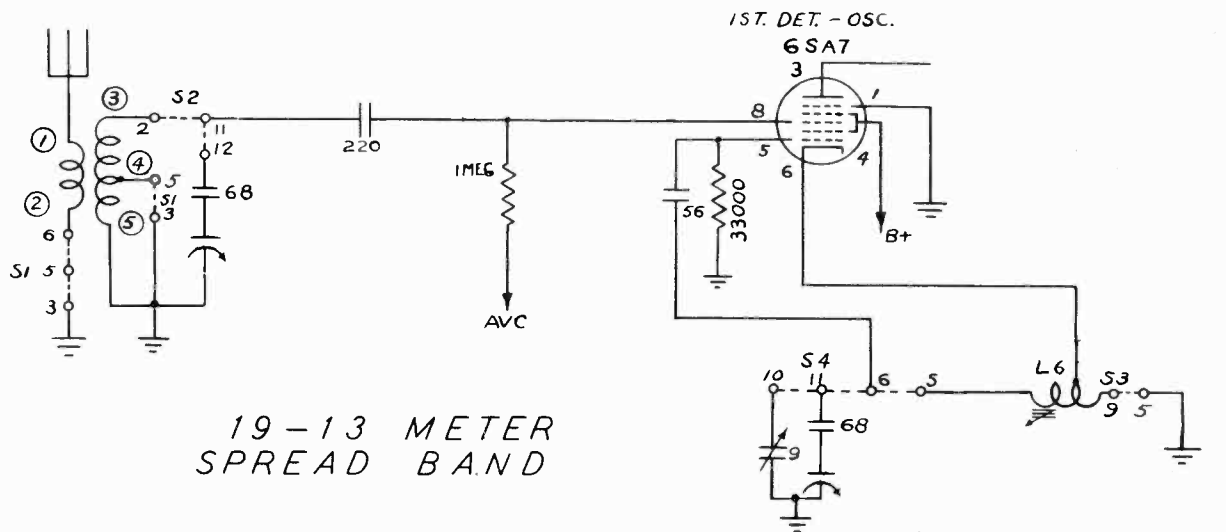 1ST. DET. - OSC.
6SA7
3
1
8
5
6
4
B+
③
S2
2
11
12
①
④
5
S1
3
68
②
⑤
6
S1 5
3
220
1MEG
AVC
56
33000
10
S4
11
6
5
L6
S3
9
5
68
9
19-13 METER
SPREAD BAND